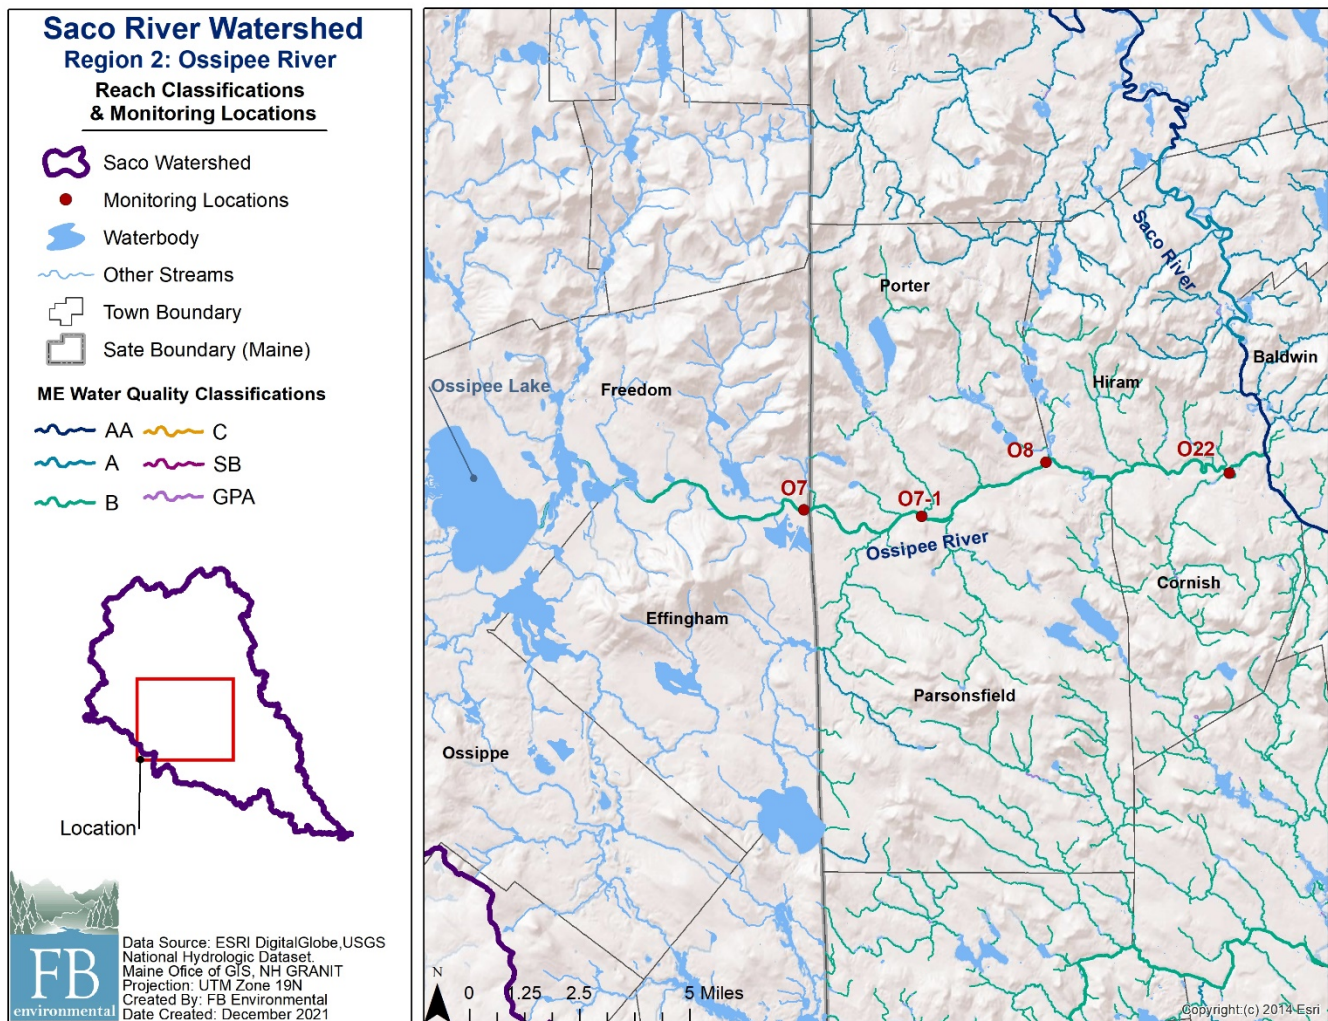 Saco River Watershed
Region 2: Ossipee River
Reach Classifications
& Monitoring Locations
Saco Watershed
Monitoring Locations
Waterbody
Other Streams
Town Boundary
Sate Boundary (Maine)
ME Water Quality Classifications
AA
C
A
SB
B
GPA
Location
FB
environmental
Data Source: ESRI DigitalGlobe,USGS
National Hydrologic Dataset.
Maine Ofice of GIS, NH GRANIT
Projection: UTM Zone 19N
Created By: FB Environmental
Date Created: December 2021
Saco River
Porter
Baldwin
Ossipee Lake
Freedom
Hiram
O8
O22
O7
O7-1
Ossipee River
Cornish
Effingham
Parsonsfield
Ossippe
N
0 1.25 2.5 5 Miles
Copyright:(c) 2014 Esri